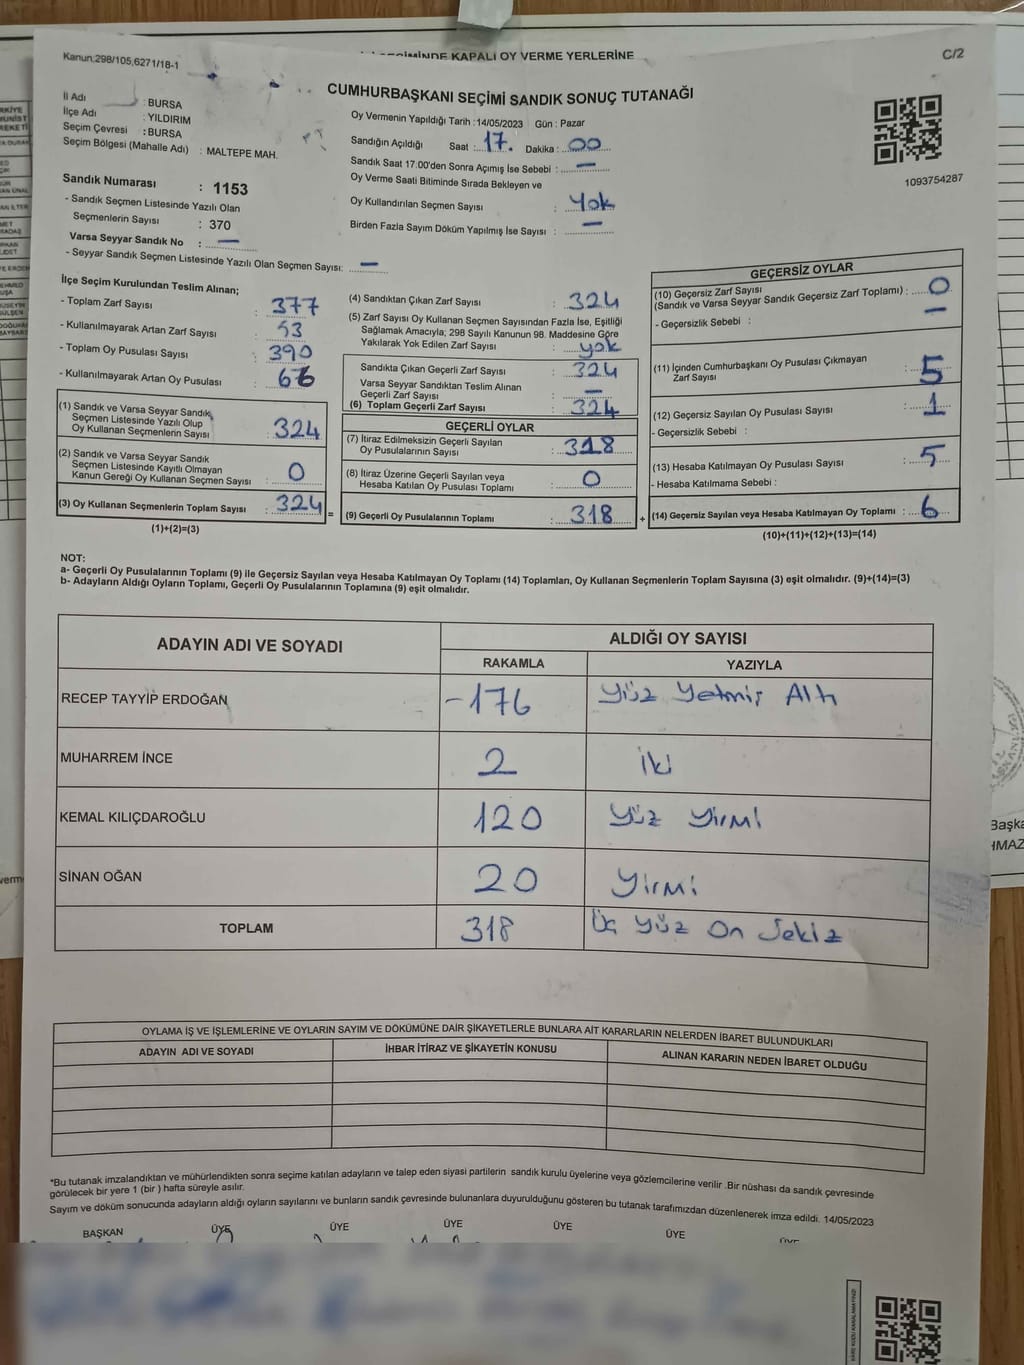 Kanun:298/105,6271/18-1
KAPALI OY VERME YERLERİNE
C/2
CUMHURBAŞKANI SEÇİMİ SANDIK SONUÇ TUTANAĞI
İl Adı : BURSA
İlçe Adı : YILDIRIM
Seçim Çevresi : BURSA
Seçim Bölgesi (Mahalle Adı) : MALTEPE MAH.
Sandık Numarası : 1153
- Sandık Seçmen Listesinde Yazılı Olan
Seçmenlerin Sayısı : 370
Varsa Seyyar Sandık No : —
- Seyyar Sandık Seçmen Listesinde Yazılı Olan Seçmen Sayısı: —
Oy Vermenin Yapıldığı Tarih : 14/05/2023 Gün : Pazar
Sandığın Açıldığı Saat : 17. Dakika : 00
Sandık Saat 17:00'den Sonra Açımış İse Sebebi : —
Oy Verme Saati Bitiminde Sırada Bekleyen ve
Oy Kullandırılan Seçmen Sayısı : Yok
Birden Fazla Sayım Döküm Yapılmış İse Sayısı : —
1093754287
İlçe Seçim Kurulundan Teslim Alınan;
- Toplam Zarf Sayısı : 377
- Kullanılmayarak Artan Zarf Sayısı : 53
- Toplam Oy Pusulası Sayısı : 390
- Kullanılmayarak Artan Oy Pusulası : 66
(1) Sandık ve Varsa Seyyar Sandık
Seçmen Listesinde Yazılı Olup
Oy Kullanan Seçmenlerin Sayısı : 324
(2) Sandık ve Varsa Seyyar Sandık
Seçmen Listesinde Kayıtlı Olmayan
Kanun Gereği Oy Kullanan Seçmen Sayısı : 0
(3) Oy Kullanan Seçmenlerin Toplam Sayısı : 324 =
(1)+(2)=(3)
(4) Sandıktan Çıkan Zarf Sayısı : 324
(5) Zarf Sayısı Oy Kullanan Seçmen Sayısından Fazla İse, Eşitliği
Sağlamak Amacıyla; 298 Sayılı Kanunun 98. Maddesine Göre
Yakılarak Yok Edilen Zarf Sayısı : yok
Sandıkta Çıkan Geçerli Zarf Sayısı : 324
Varsa Seyyar Sandıktan Teslim Alınan
Geçerli Zarf Sayısı : —
(6) Toplam Geçerli Zarf Sayısı : 324
GEÇERLİ OYLAR
(7) İtiraz Edilmeksizin Geçerli Sayılan
Oy Pusulalarının Sayısı : 318
(8) İtiraz Üzerine Geçerli Sayılan veya
Hesaba Katılan Oy Pusulası Toplamı : 0
(9) Geçerli Oy Pusulalarının Toplamı : 318 +
GEÇERSİZ OYLAR
(10) Geçersiz Zarf Sayısı
(Sandık ve Varsa Seyyar Sandık Geçersiz Zarf Toplamı) : 0
- Geçersizlik Sebebi : —
(11) İçinden Cumhurbaşkanı Oy Pusulası Çıkmayan
Zarf Sayısı : 5
(12) Geçersiz Sayılan Oy Pusulası Sayısı : 1
- Geçersizlik Sebebi :
(13) Hesaba Katılmayan Oy Pusulası Sayısı : 5
- Hesaba Katılmama Sebebi :
(14) Geçersiz Sayılan veya Hesaba Katılmayan Oy Toplamı : 6
(10)+(11)+(12)+(13)=(14)
NOT:
a- Geçerli Oy Pusulalarının Toplamı (9) ile Geçersiz Sayılan veya Hesaba Katılmayan Oy Toplamı (14) Toplamları, Oy Kullanan Seçmenlerin Toplam Sayısına (3) eşit olmalıdır. (9)+(14)=(3)
b- Adayların Aldığı Oyların Toplamı, Geçerli Oy Pusulalarının Toplamına (9) eşit olmalıdır.
ADAYIN ADI VE SOYADI ALDIĞI OY SAYISI
RAKAMLA YAZIYLA
RECEP TAYYİP ERDOĞAN -176 Yüz Yetmiş Altı
MUHARREM İNCE 2 iki
KEMAL KILIÇDAROĞLU 120 Yüz Yirmi
SİNAN OĞAN 20 Yirmi
TOPLAM 318 Üç Yüz On Sekiz
OYLAMA İŞ VE İŞLEMLERİNE VE OYLARIN SAYIM VE DÖKÜMÜNE DAİR ŞİKAYETLERLE BUNLARA AİT KARARLARIN NELERDEN İBARET BULUNDUKLARI
ADAYIN ADI VE SOYADI İHBAR İTİRAZ VE ŞİKAYETİN KONUSU ALINAN KARARIN NEDEN İBARET OLDUĞU
*Bu tutanak imzalandıktan ve mühürlendikten sonra seçime katılan adayların ve talep eden siyasi partilerin sandık kurulu üyelerine veya gözlemcilerine verilir .Bir nüshası da sandık çevresinde
görülecek bir yere 1 (bir ) hafta süreyle asılır.
Sayım ve döküm sonucunda adayların aldığı oyların sayılarını ve bunların sandık çevresinde bulunanlara duyurulduğunu gösteren bu tutanak tarafımızdan düzenlenerek imza edildi. 14/05/2023
BAŞKAN ÜYE ÜYE ÜYE ÜYE ÜYE ÜYE